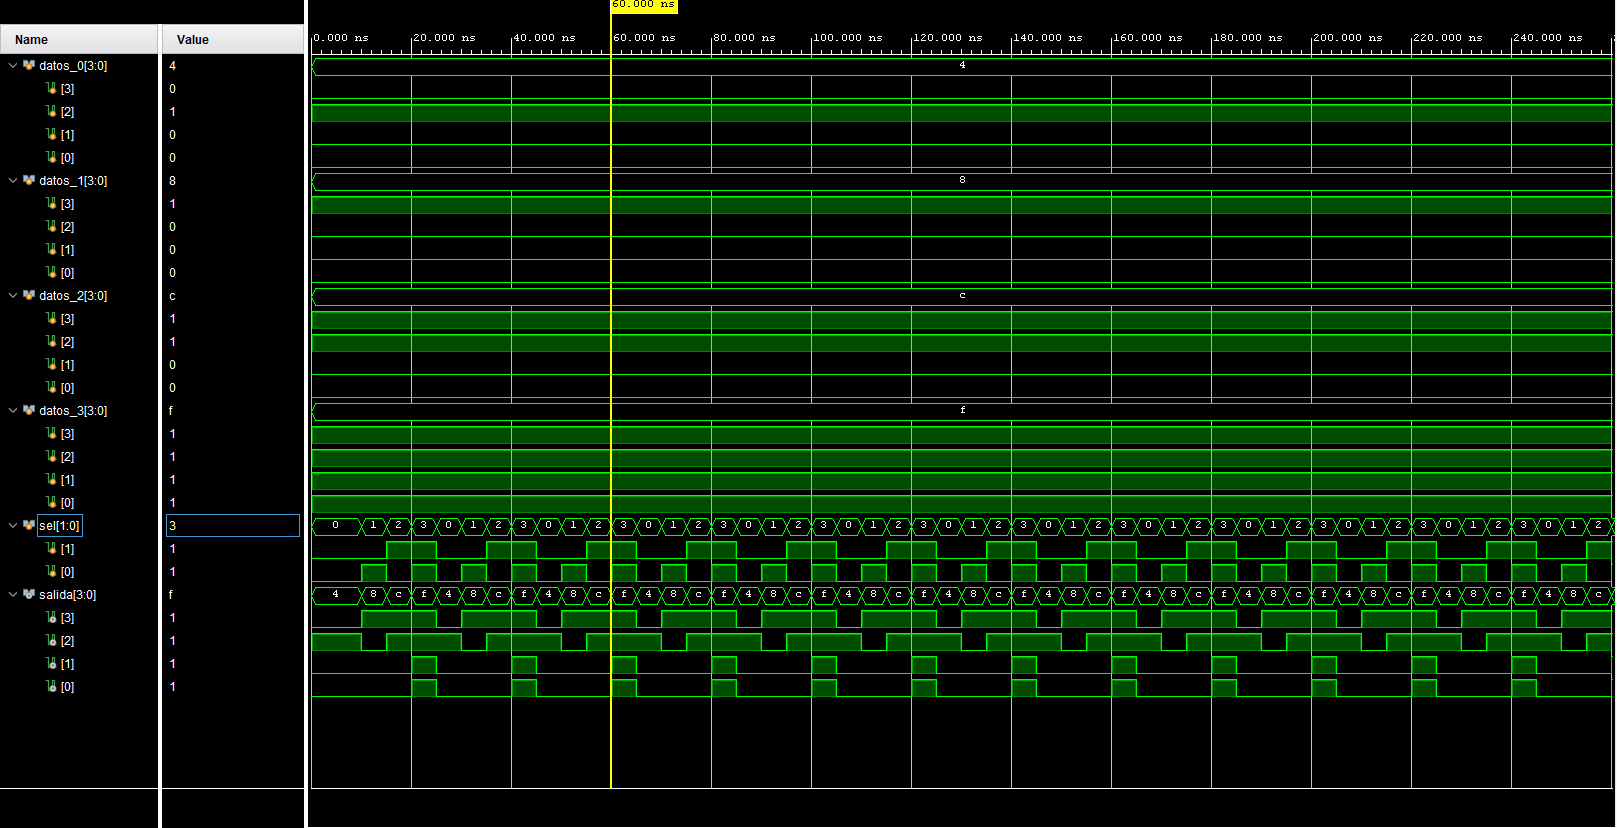 60.000 ns
Name Value 0.000 ns 20.000 ns 40.000 ns 60.000 ns 80.000 ns 100.000 ns 120.000 ns 140.000 ns 160.000 ns 180.000 ns 200.000 ns 220.000 ns 240.000 ns
datos_0[3:0] 4 4
[3] 0
[2] 1
[1] 0
[0] 0
datos_1[3:0] 8 8
[3] 1
[2] 0
[1] 0
[0] 0
datos_2[3:0] c c
[3] 1
[2] 1
[1] 0
[0] 0
datos_3[3:0] f f
[3] 1
[2] 1
[1] 1
[0] 1
sel[1:0] 3 0 1 2 3 0 1 2 3 0 1 2 3 0 1 2 3 0 1 2 3 0 1 2 3 0 1 2 3 0 1 2 3 0 1 2 3 0 1 2 3 0 1 2 3 0 1 2 3 0 1 2
[1] 1
[0] 1
salida[3:0] f 4 8 c f 4 8 c f 4 8 c f 4 8 c f 4 8 c f 4 8 c f 4 8 c f 4 8 c f 4 8 c f 4 8 c f 4 8 c f 4 8 c f 4 8 c
[3] 1
[2] 1
[1] 1
[0] 1